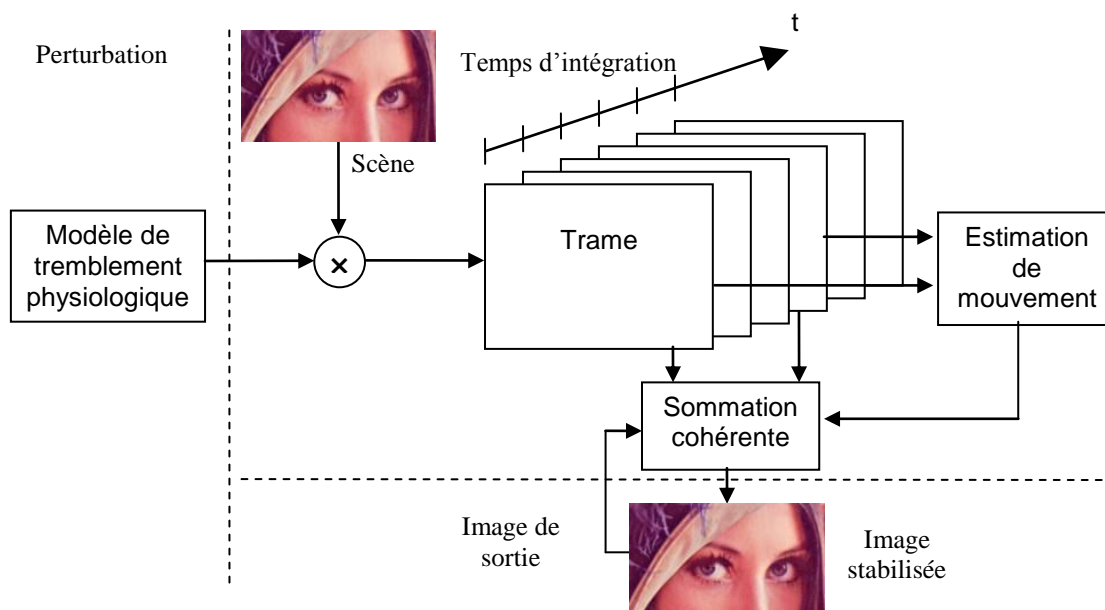 t
Perturbation
Temps d’intégration
Scène
Modèle de
tremblement
physiologique
×
Trame
Estimation
de
mouvement
Sommation
cohérente
Image de
sortie
Image
stabilisée